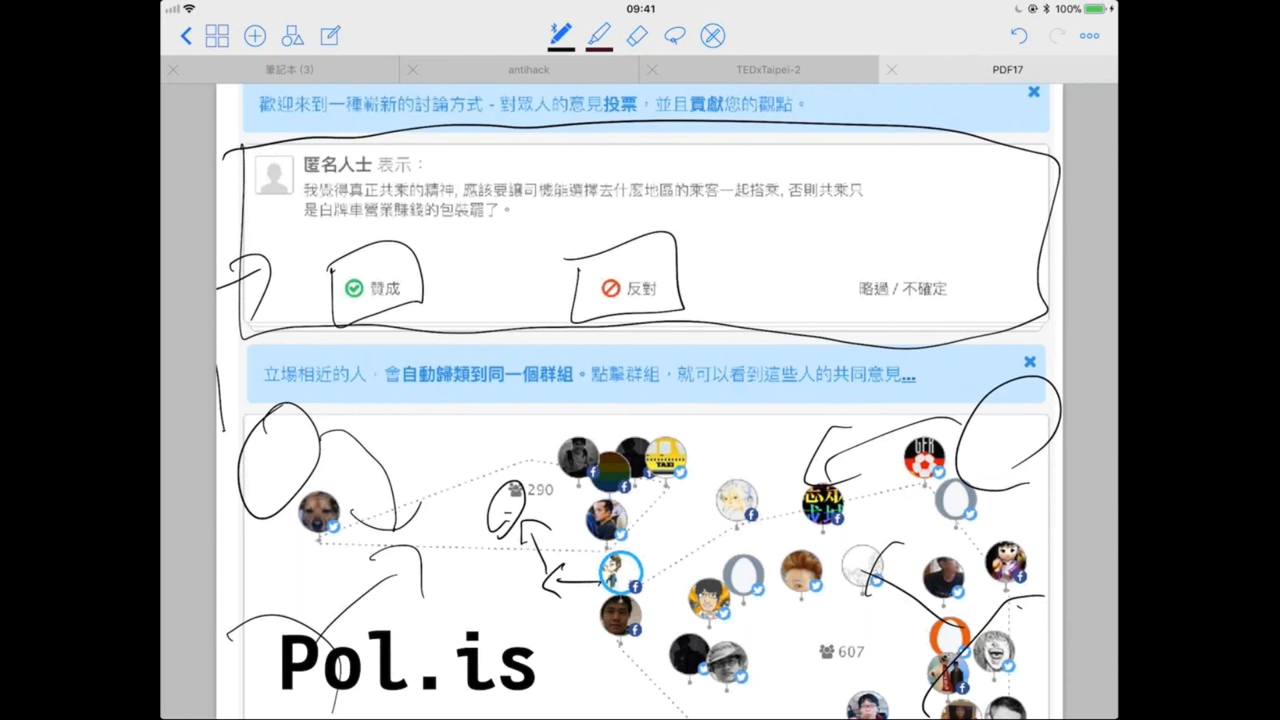 09:41
100%
筆記本 (3)
antihack
TEDxTaipei-2
PDF17
歡迎來到一種嶄新的討論方式 - 對眾人的意見投票，並且貢獻您的觀點。
匿名人士 表示：
我覺得真正共乘的精神, 應該要讓司機能選擇去什麼地區的乘客一起搭乘, 否則共乘只
是白牌車營業賺錢的包裝罷了。
贊成
反對
略過 / 不確定
立場相近的人，會自動歸類到同一個群組。點擊群組，就可以看到這些人的共同意見...
TAXI
GER
290
607
Pol.is